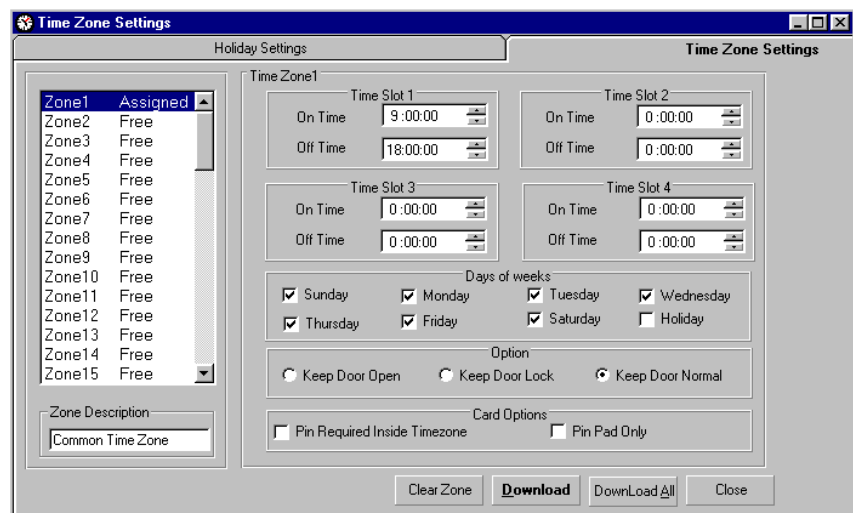 Time Zone Settings
Holiday Settings
Time Zone Settings
Zone1 Assigned
Zone2 Free
Zone3 Free
Zone4 Free
Zone5 Free
Zone6 Free
Zone7 Free
Zone8 Free
Zone9 Free
Zone10 Free
Zone11 Free
Zone12 Free
Zone13 Free
Zone14 Free
Zone15 Free
Zone Description
Common Time Zone
Time Zone1
Time Slot 1
On Time 9 :00:00
Off Time 18:00:00
Time Slot 2
On Time 0 :00:00
Off Time 0 :00:00
Time Slot 3
On Time 0 :00:00
Off Time 0 :00:00
Time Slot 4
On Time 0 :00:00
Off Time 0 :00:00
Days of weeks
Sunday Monday Tuesday Wednesday
Thursday Friday Saturday Holiday
Option
Keep Door Open Keep Door Lock Keep Door Normal
Card Options
Pin Required Inside Timezone Pin Pad Only
Clear Zone Download DownLoad All Close